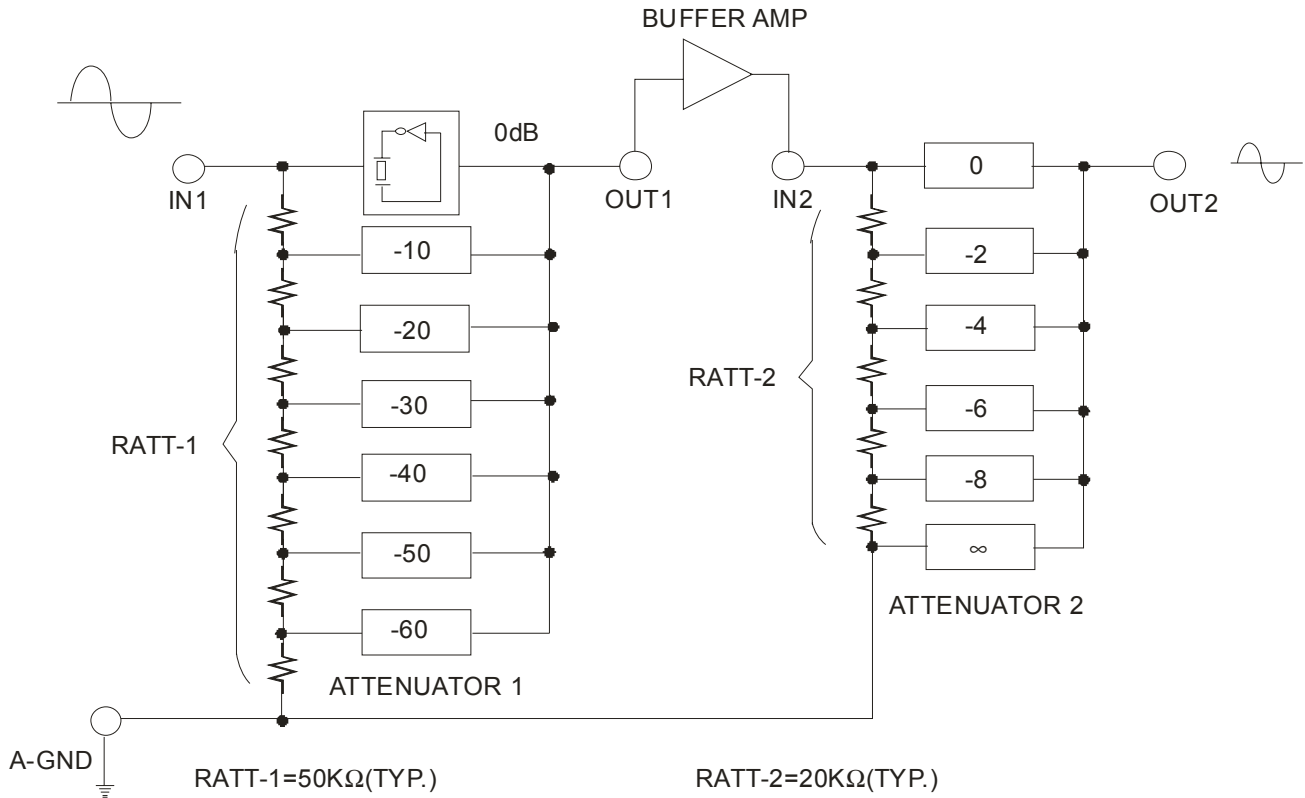 BUFFER AMP
0dB
IN1
OUT1
IN2
0
OUT2
-10
-2
-20
-4
RATT-2
-30
-6
RATT-1
-40
-8
-50
∞
ATTENUATOR 2
-60
ATTENUATOR 1
A-GND
RATT-1=50KΩ(TYP.)
RATT-2=20KΩ(TYP.)